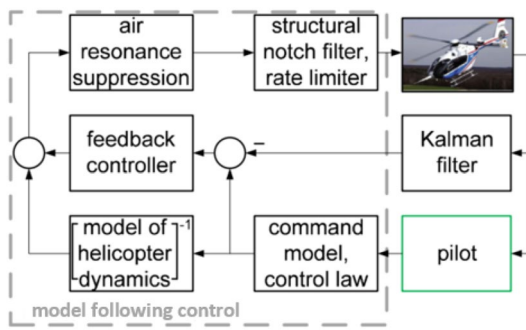 air
resonance
suppression
structural
notch filter,
rate limiter
feedback
controller
–
Kalman
filter
[model of
helicopter
dynamics]-1
command
model,
control law
pilot
model following control